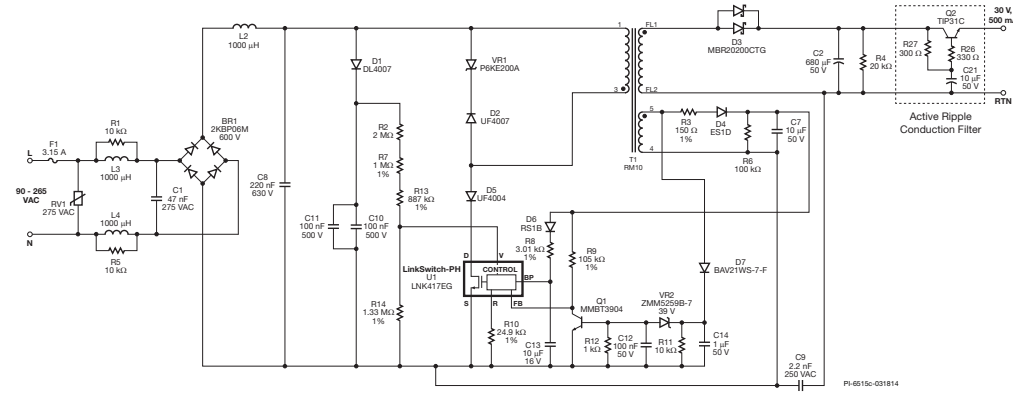 L2
1000 µH
D1
DL4007
VR1
P6KE200A
D2
UF4007
D5
UF4004
1
3
FL1
FL2
5
4
T1
RM10
D3
MBR20200CTG
C2
680 µF
50 V
R4
20 kΩ
Q2
TIP31C
R27
300 Ω
R26
330 Ω
C21
10 µF
50 V
30 V,
500 m
RTN
Active Ripple
Conduction Filter
R3
150 Ω
1%
D4
ES1D
R6
100 kΩ
C7
10 µF
50 V
F1
3.15 A
L
90 - 265
VAC
N
RV1
275 VAC
R1
10 kΩ
L3
1000 µH
L4
1000 µH
R5
10 kΩ
C1
47 nF
275 VAC
BR1
2KBP06M
600 V
C8
220 nF
630 V
C11
100 nF
500 V
C10
100 nF
500 V
R2
2 MΩ
R7
1 MΩ
1%
R13
887 kΩ
1%
R14
1.33 MΩ
1%
LinkSwitch-PH
U1
LNK417EG
D
V
CONTROL
BP
S
R
FB
R10
24.9 kΩ
1%
D6
RS1B
R8
3.01 kΩ
1%
R9
105 kΩ
1%
C13
10 µF
16 V
Q1
MMBT3904
R12
1 kΩ
C12
100 nF
50 V
VR2
ZMM5259B-7
39 V
R11
10 kΩ
D7
BAV21WS-7-F
C14
1 µF
50 V
C9
2.2 nF
250 VAC
PI-6515c-031814